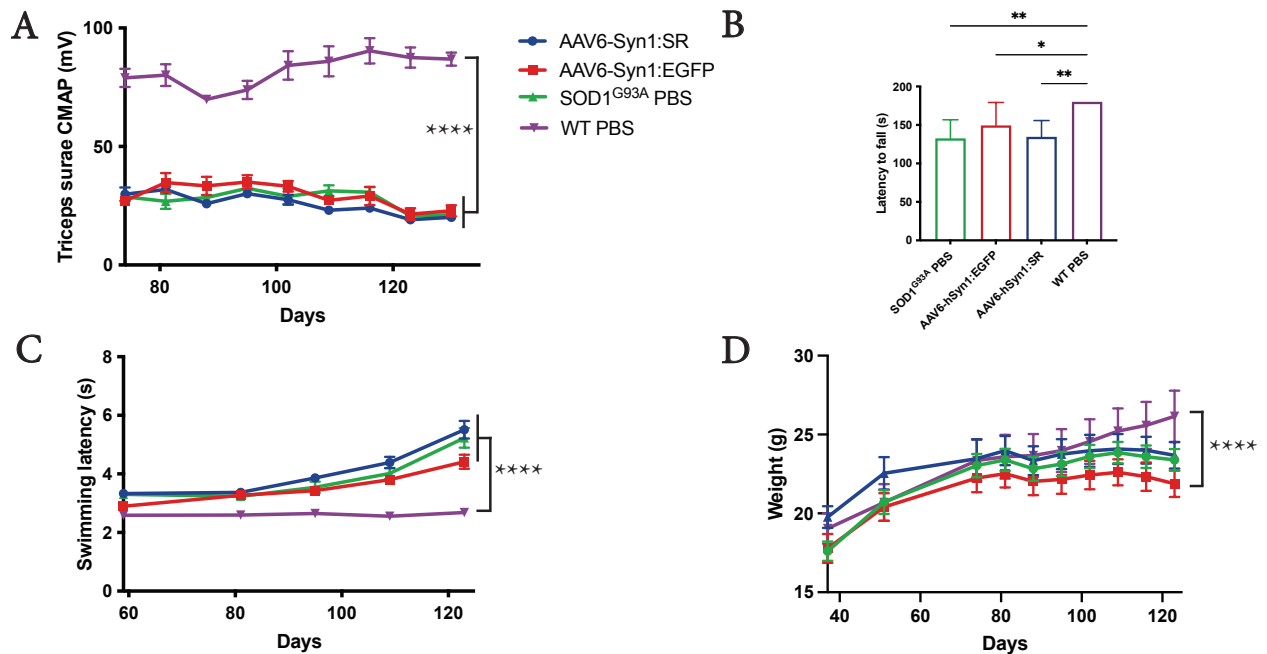 A
Triceps surae CMAP (mV)
100
50
0
80
100
120
Days
****
AAV6-Syn1:SR
AAV6-Syn1:EGFP
SOD1G93A PBS
WT PBS
B
**
*
**
Latency to fall (s)
200
150
100
50
0
SOD1G93A PBS
AAV6-hSyn1:EGFP
AAV6-hSyn1:SR
WT PBS
C
Swimming latency (s)
8
6
4
2
0
60
80
100
120
Days
****
D
Weight (g)
30
25
20
15
40
60
80
100
120
Days
****